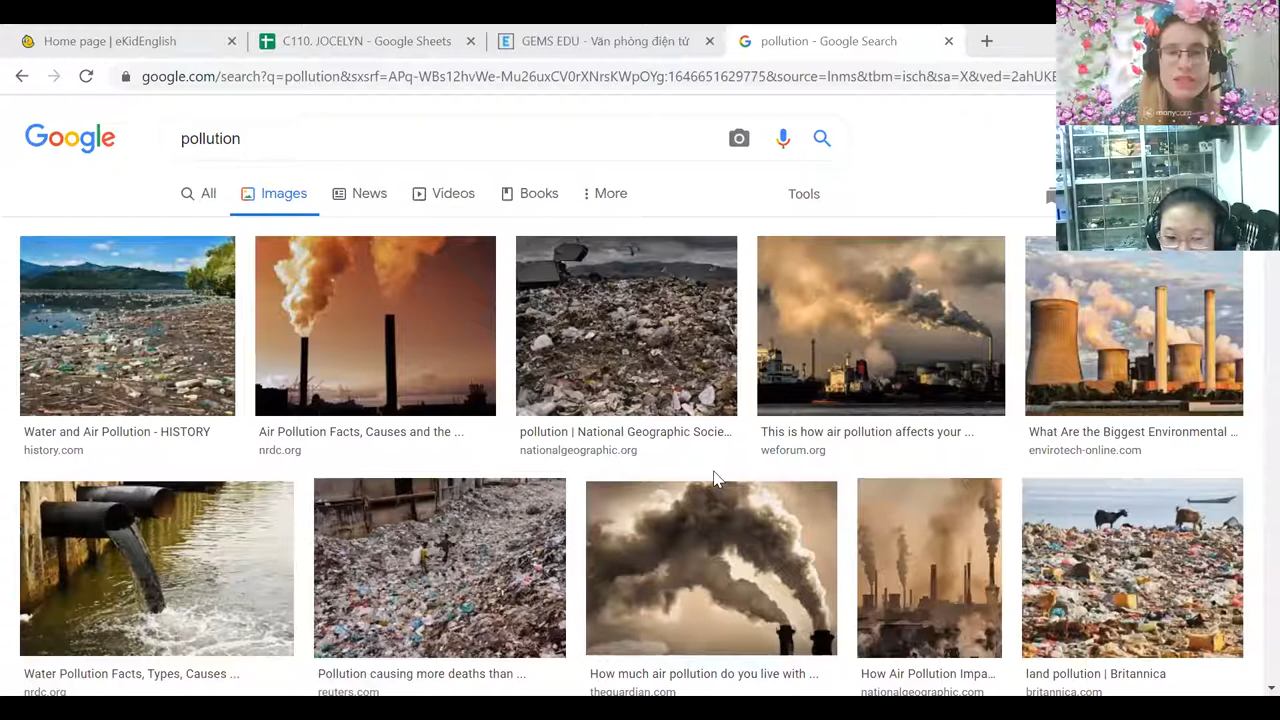 Home page | eKidEnglish
C110. JOCELYN - Google Sheets
GEMS EDU - Văn phòng điện tử
pollution - Google Search
google.com/search?q=pollution&sxsrf=APq-WBs12hvWe-Mu26uxCV0rXNrsKWpOYg:1646651629775&source=lnms&tbm=isch&sa=X&ved=2ahUKE
manycam
Google
pollution
All
Images
News
Videos
Books
More
Tools
Water and Air Pollution - HISTORY
history.com
Air Pollution Facts, Causes and the ...
nrdc.org
pollution | National Geographic Socie...
nationalgeographic.org
This is how air pollution affects your ...
weforum.org
What Are the Biggest Environmental ...
envirotech-online.com
Water Pollution Facts, Types, Causes ...
nrdc.org
Pollution causing more deaths than ...
reuters.com
How much air pollution do you live with ...
theguardian.com
How Air Pollution Impa...
nationalgeographic.com
land pollution | Britannica
britannica.com